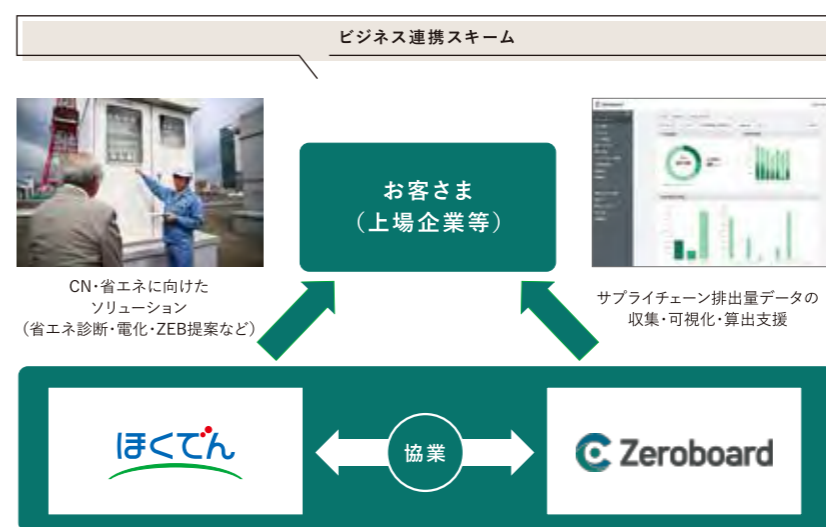 ビジネス連携スキーム
お客さま
（上場企業等）
CN・省エネに向けた
ソリューション
（省エネ診断・電化・ZEB提案など）
サプライチェーン排出量データの
収集・可視化・算出支援
ほくでん
協業
Zeroboard